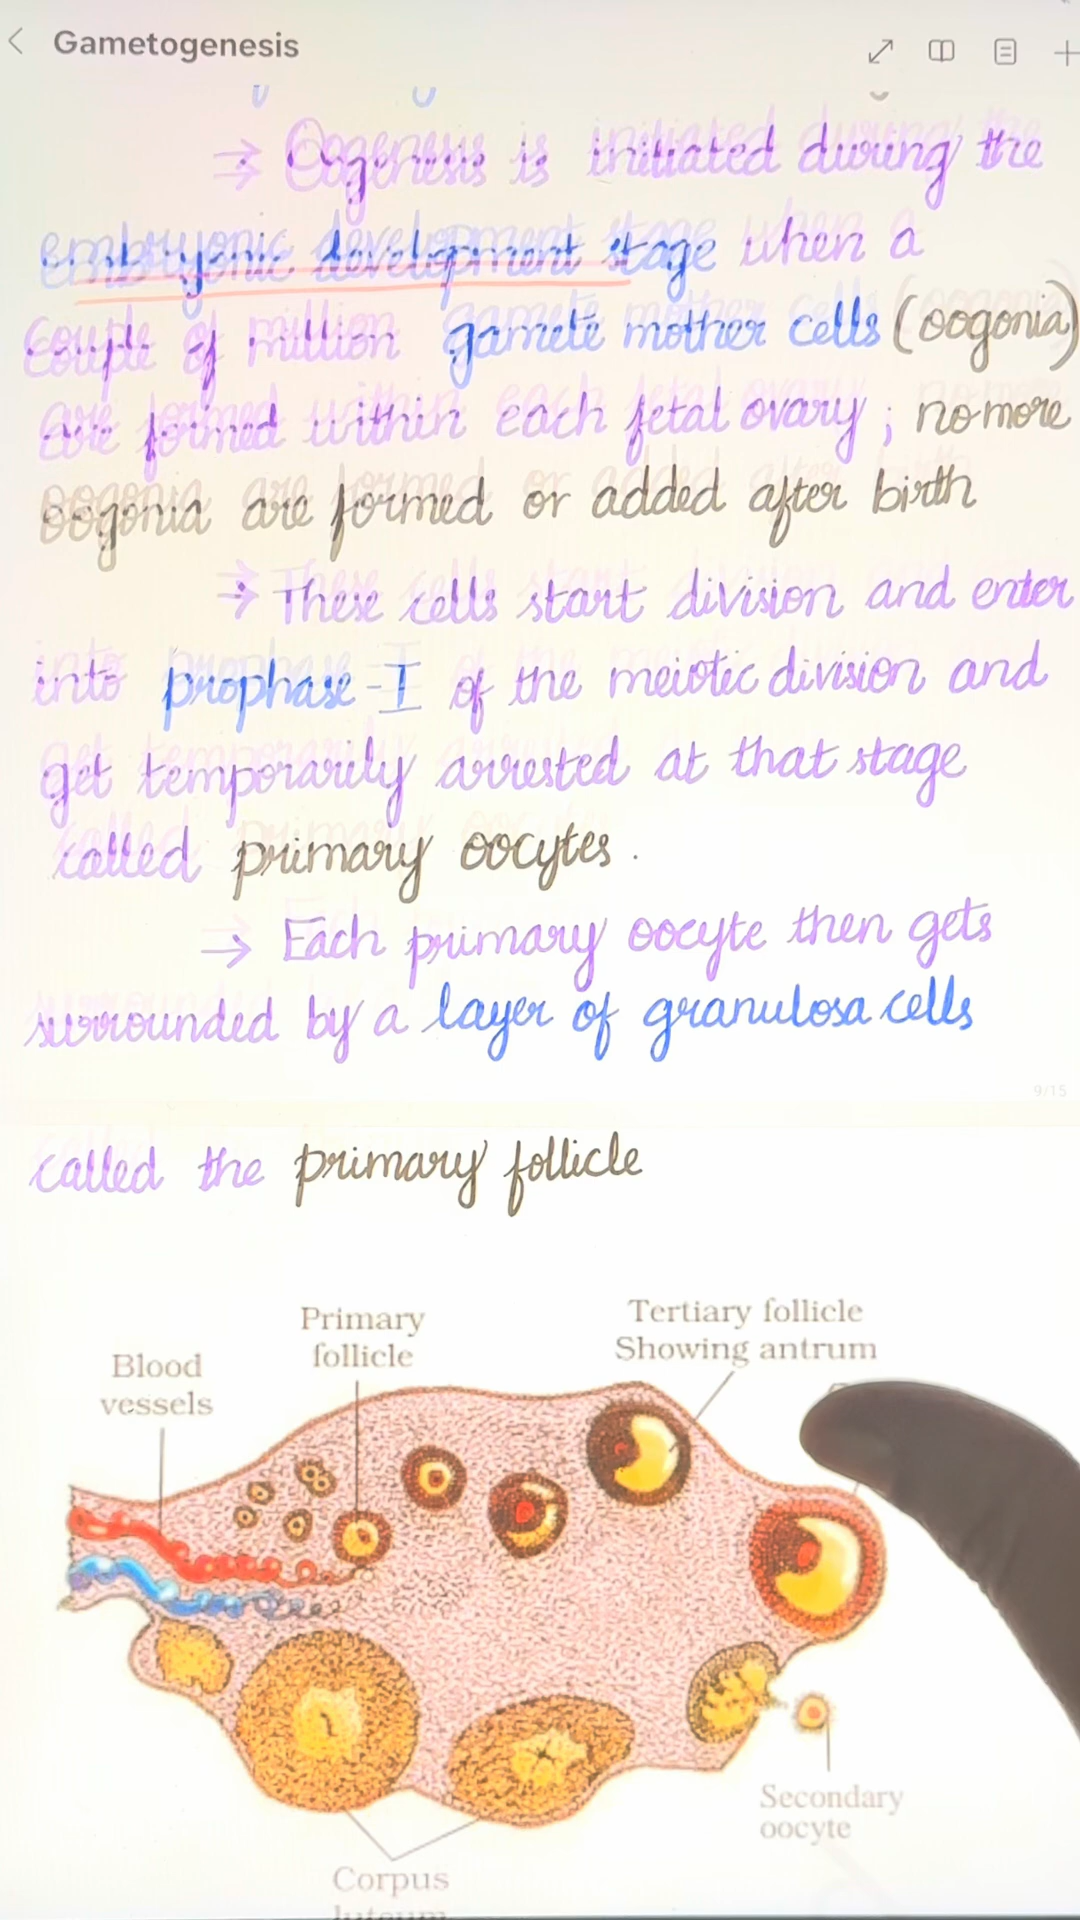 Gametogenesis
⇒ Oogenesis is initiated during the
embryonic development stage when a
couple of million gamete mother cells (oogonia)
are formed within each fetal ovary; no more
oogonia are formed or added after birth
⇒ These cells start division and enter
into prophase-I of the meiotic division and
get temporarily arrested at that stage
called primary oocytes.
→ Each primary oocyte then gets
surrounded by a layer of granulosa cells
9/15
called the primary follicle
Primary
follicle
Tertiary follicle
Showing antrum
Blood
vessels
Secondary
oocyte
Corpus
luteum